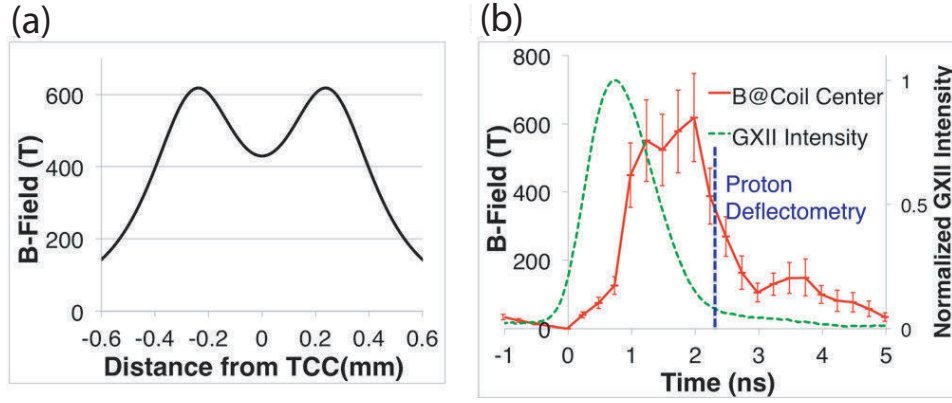 (a)
B-Field (T)
600
400
200
0
-0.6
-0.4
-0.2
0
0.2
0.4
0.6
Distance from TCC(mm)
(b)
B-Field (T)
800
600
400
200
0
B@Coil Center
GXII Intensity
Proton
Deflectometry
1
0.5
0
Normalized GXII Intensity
-1
0
1
2
3
4
5
Time (ns)